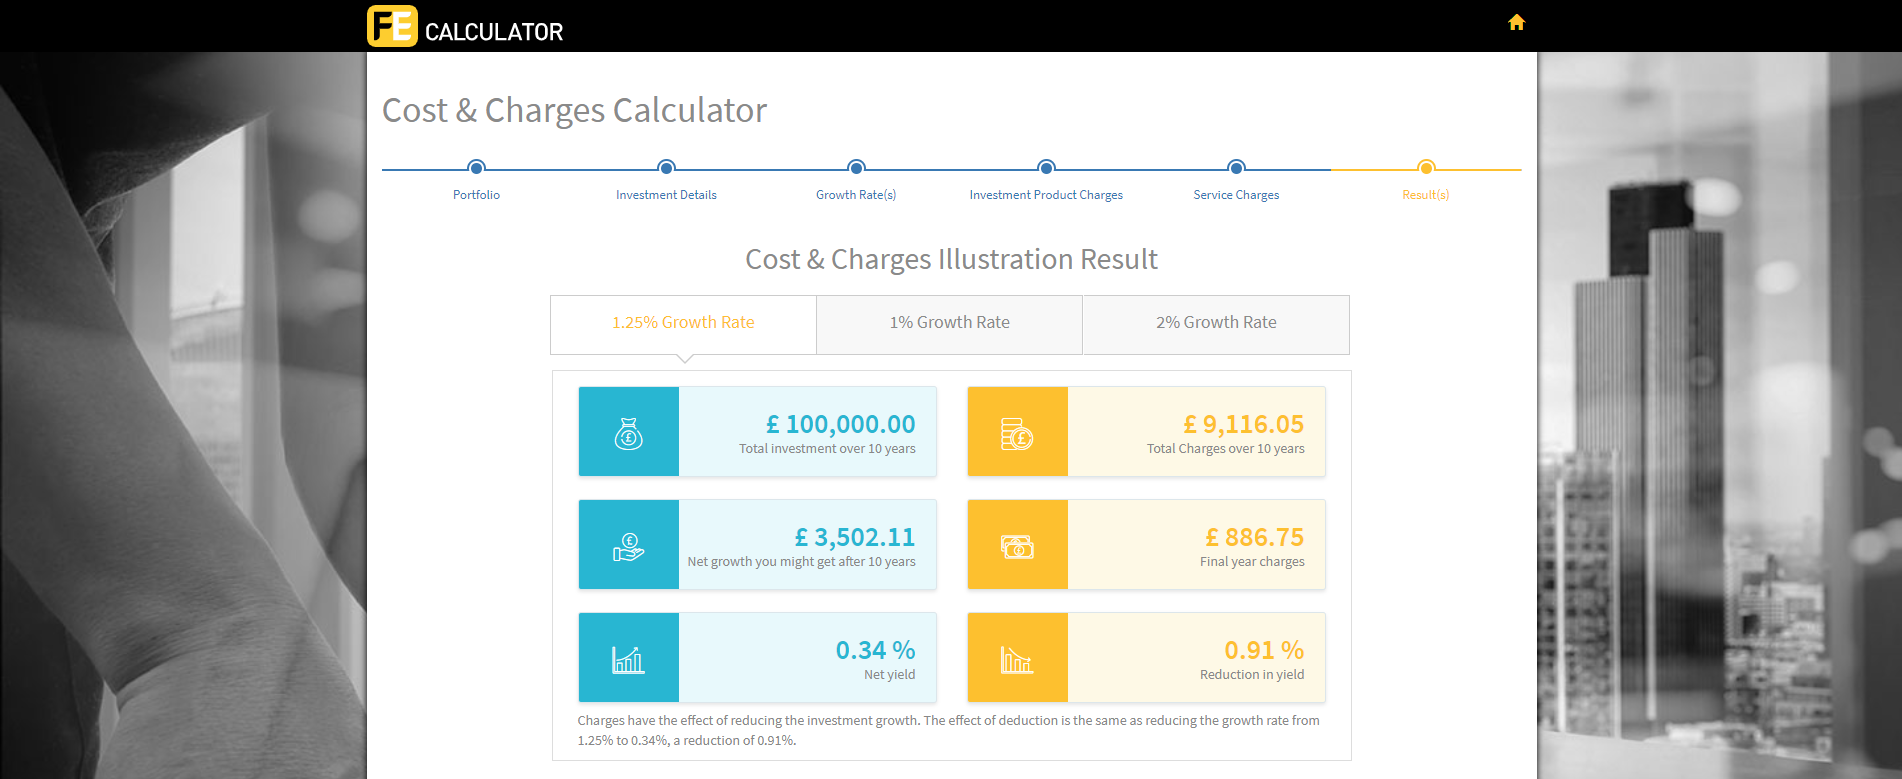 FE CALCULATOR
Cost & Charges Calculator
Portfolio
Investment Details
Growth Rate(s)
Investment Product Charges
Service Charges
Result(s)
Cost & Charges Illustration Result
1.25% Growth Rate
1% Growth Rate
2% Growth Rate
£ 100,000.00
Total investment over 10 years
£ 9,116.05
Total Charges over 10 years
£ 3,502.11
Net growth you might get after 10 years
£ 886.75
Final year charges
0.34 %
Net yield
0.91 %
Reduction in yield
Charges have the effect of reducing the investment growth. The effect of deduction is the same as reducing the growth rate from
1.25% to 0.34%, a reduction of 0.91%.